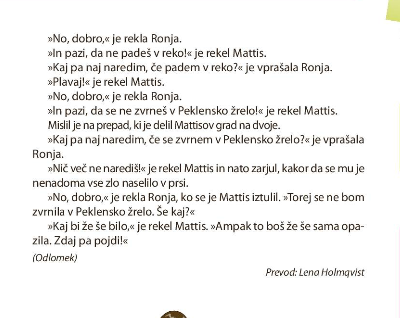 »No, dobro,« je rekla Ronja.
»In pazi, da ne padeš v reko!« je rekel Mattis.
»Kaj pa naj naredim, če padem v reko?« je vprašala Ronja.
»Plavaj!« je rekel Mattis.
»No, dobro,« je rekla Ronja.
»In pazi, da se ne zvrneš v Peklensko žrelo!« je rekel Mattis.
Mislil je na prepad, ki je delil Mattisov grad na dvoje.
»Kaj pa naj naredim, če se zvrnem v Peklensko žrelo?« je vprašala
Ronja.
»Nič več ne narediš!« je rekel Mattis in nato zarjul, kakor da se mu je
nenadoma vse zlo naselilo v prsi.
»No, dobro,« je rekla Ronja, ko se je Mattis iztulil. »Torej se ne bom
zvrnila v Peklensko žrelo. Še kaj?«
»Kaj bi že še bilo,« je rekel Mattis. »Ampak to boš že še sama opa-
zila. Zdaj pa pojdi!«
(Odlomek)
Prevod: Lena Holmqvist